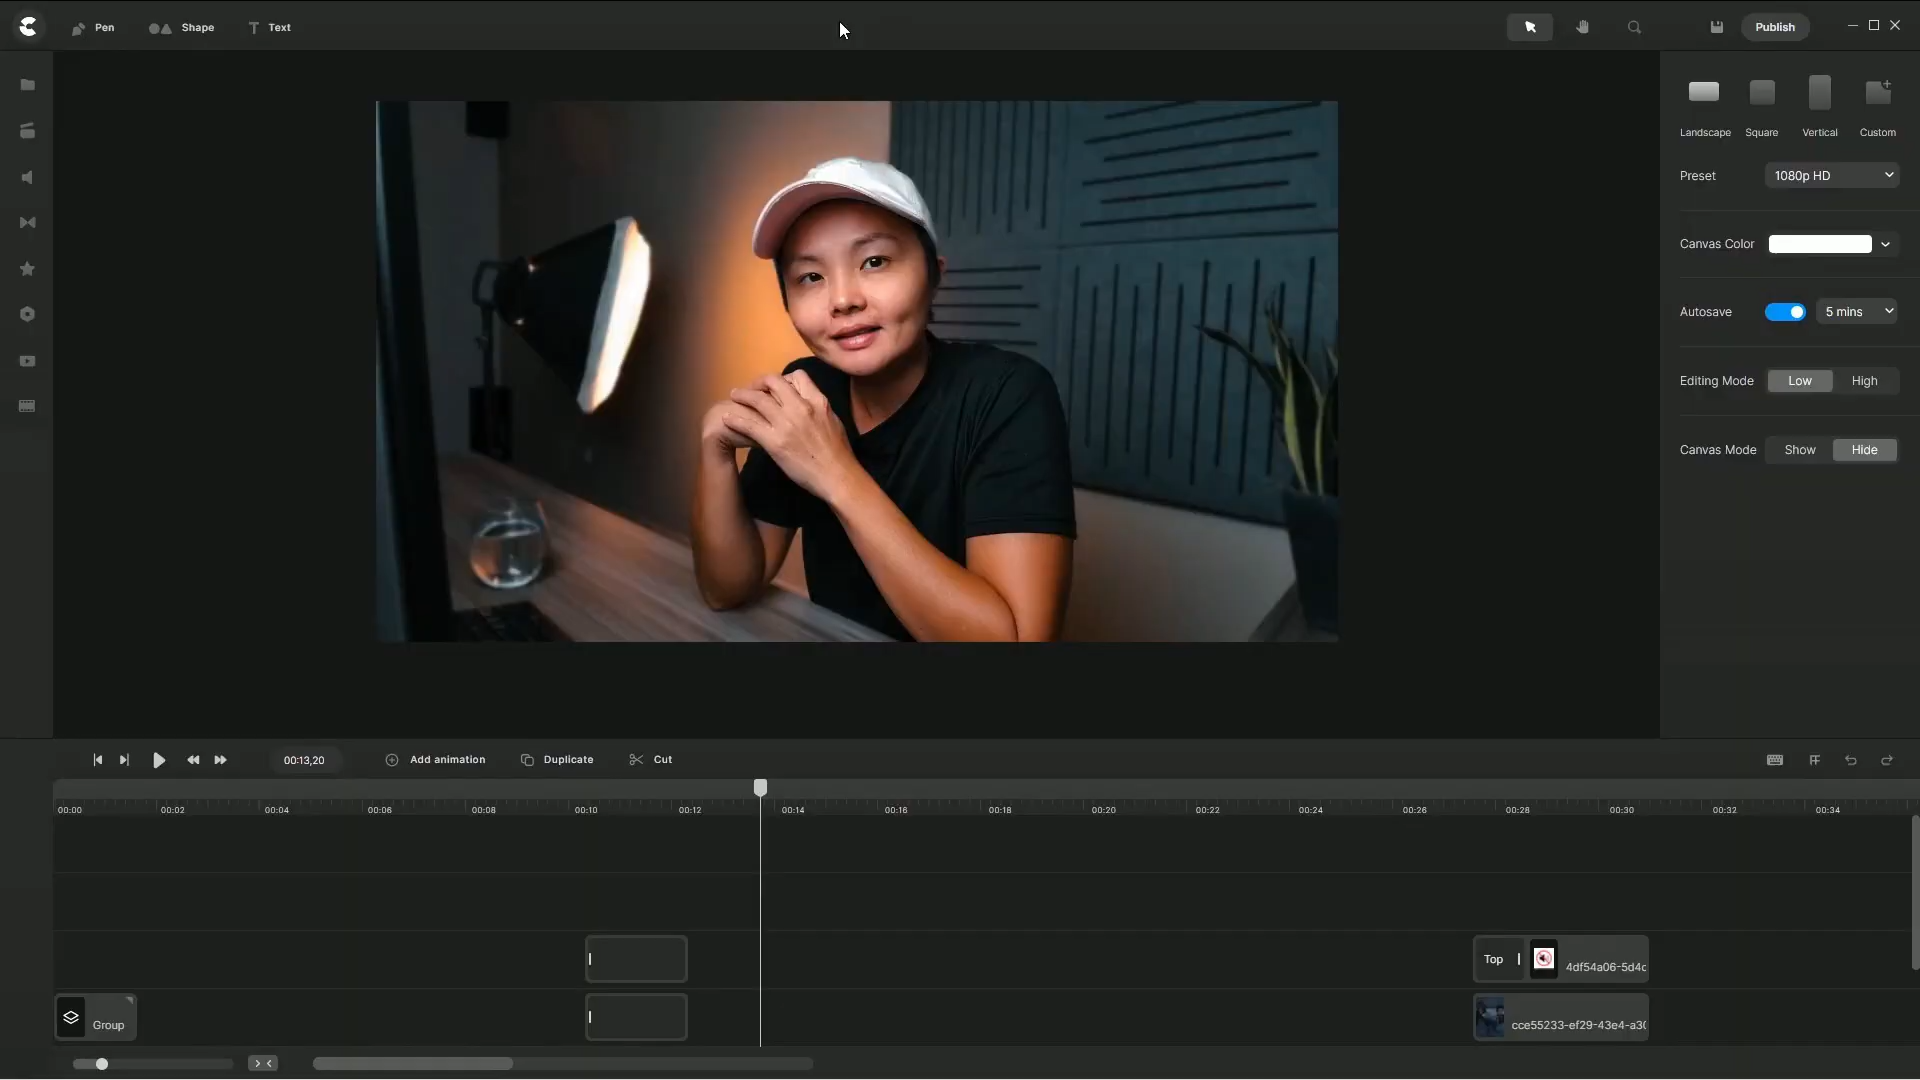 Pen
Shape
Text
Publish
Landscape
Square
Vertical
Custom
Preset
1080p HD
Canvas Color
Autosave
5 mins
Editing Mode
Low
High
Canvas Mode
Show
Hide
00:13,20
Add animation
Duplicate
Cut
00:00
00:02
00:04
00:06
00:08
00:10
00:12
00:14
00:16
00:18
00:20
00:22
00:24
00:26
00:28
00:30
00:32
00:34
Top
4df54a06-5d4c
Group
cce55233-ef29-43e4-a30